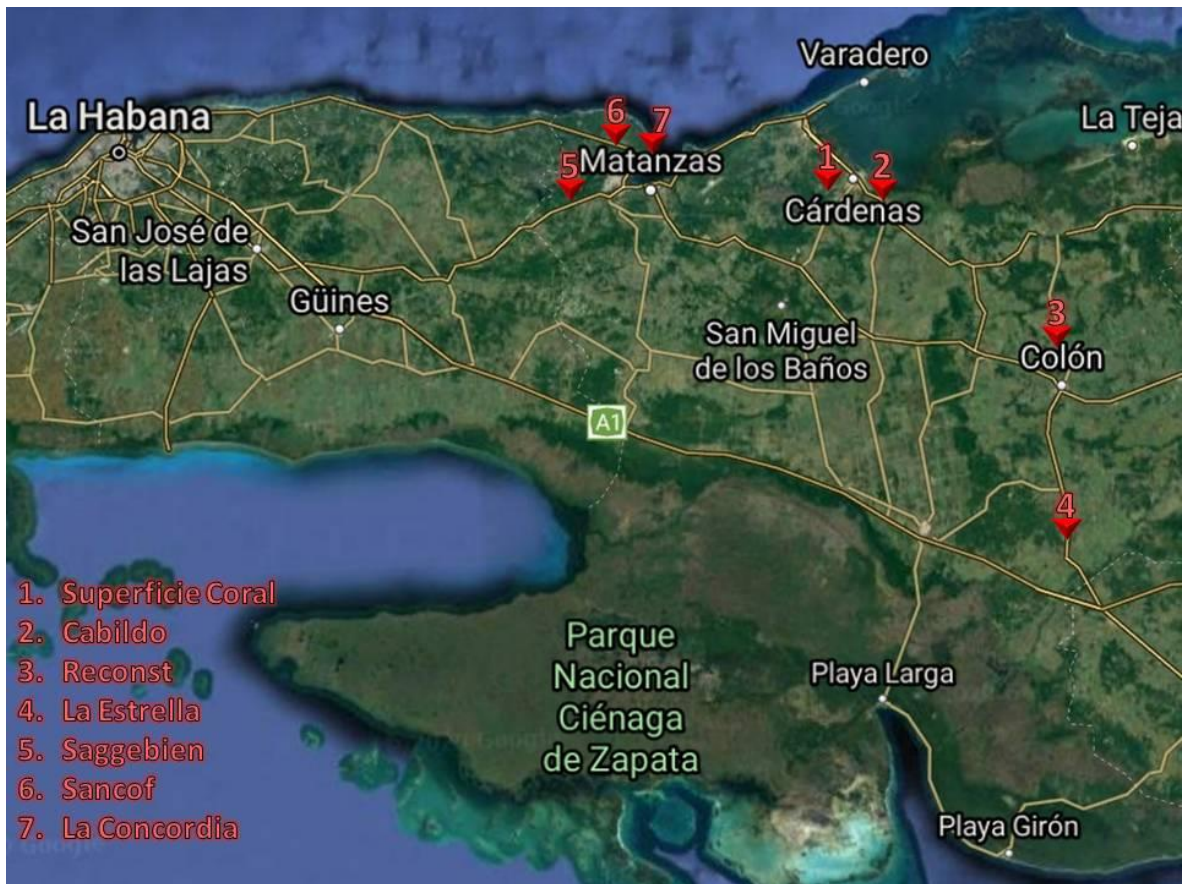 Varadero
La Habana
6
7
La Teja
5
Matanzas
1
2
Cárdenas
San José de
las Lajas
Güines
3
San Miguel
de los Baños
Colón
A1
4
1. Superficie Coral
2. Cabildo
3. Reconst
4. La Estrella
5. Saggebien
6. Sancof
7. La Concordia
Parque
Nacional
Ciénaga
de Zapata
Playa Larga
Playa Girón